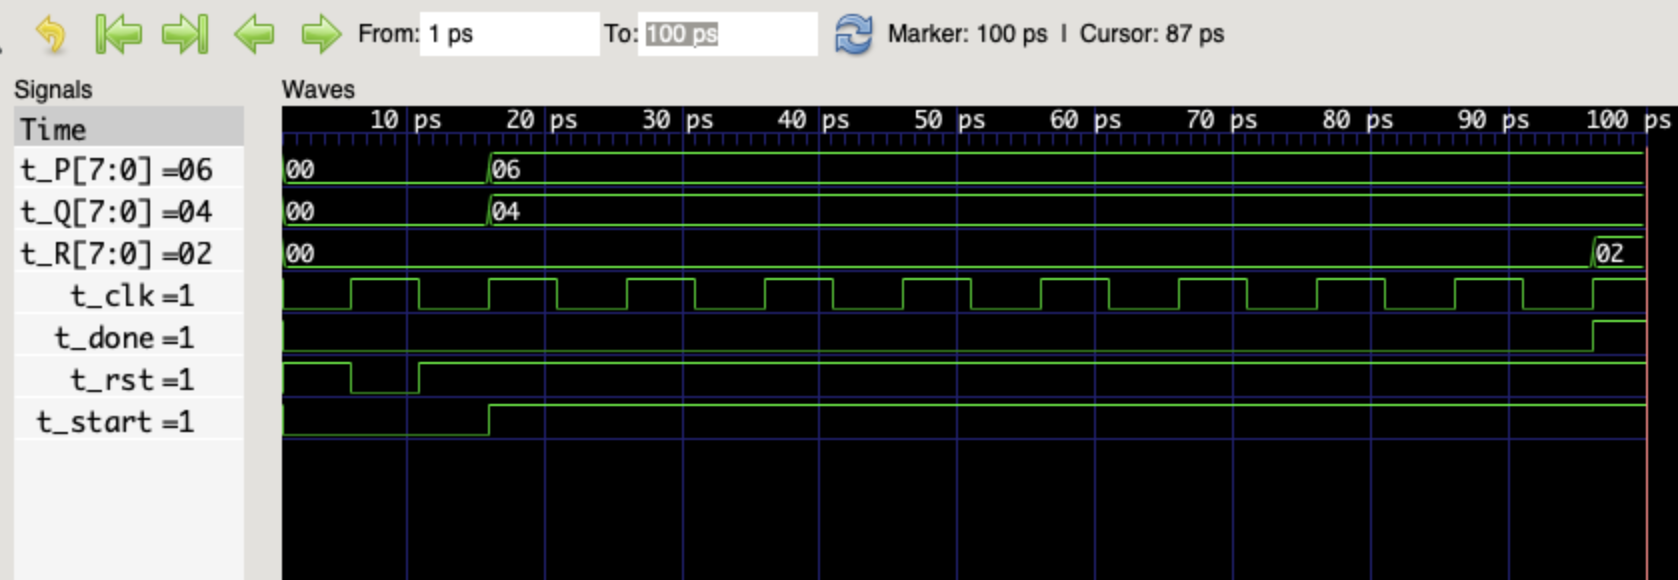 From: 1 ps To: 100 ps Marker: 100 ps | Cursor: 87 ps
Signals Waves
Time 10 ps 20 ps 30 ps 40 ps 50 ps 60 ps 70 ps 80 ps 90 ps 100 ps
t_P[7:0] =06 00 06
t_Q[7:0] =04 00 04
t_R[7:0] =02 00 02
t_clk =1
t_done =1
t_rst =1
t_start =1